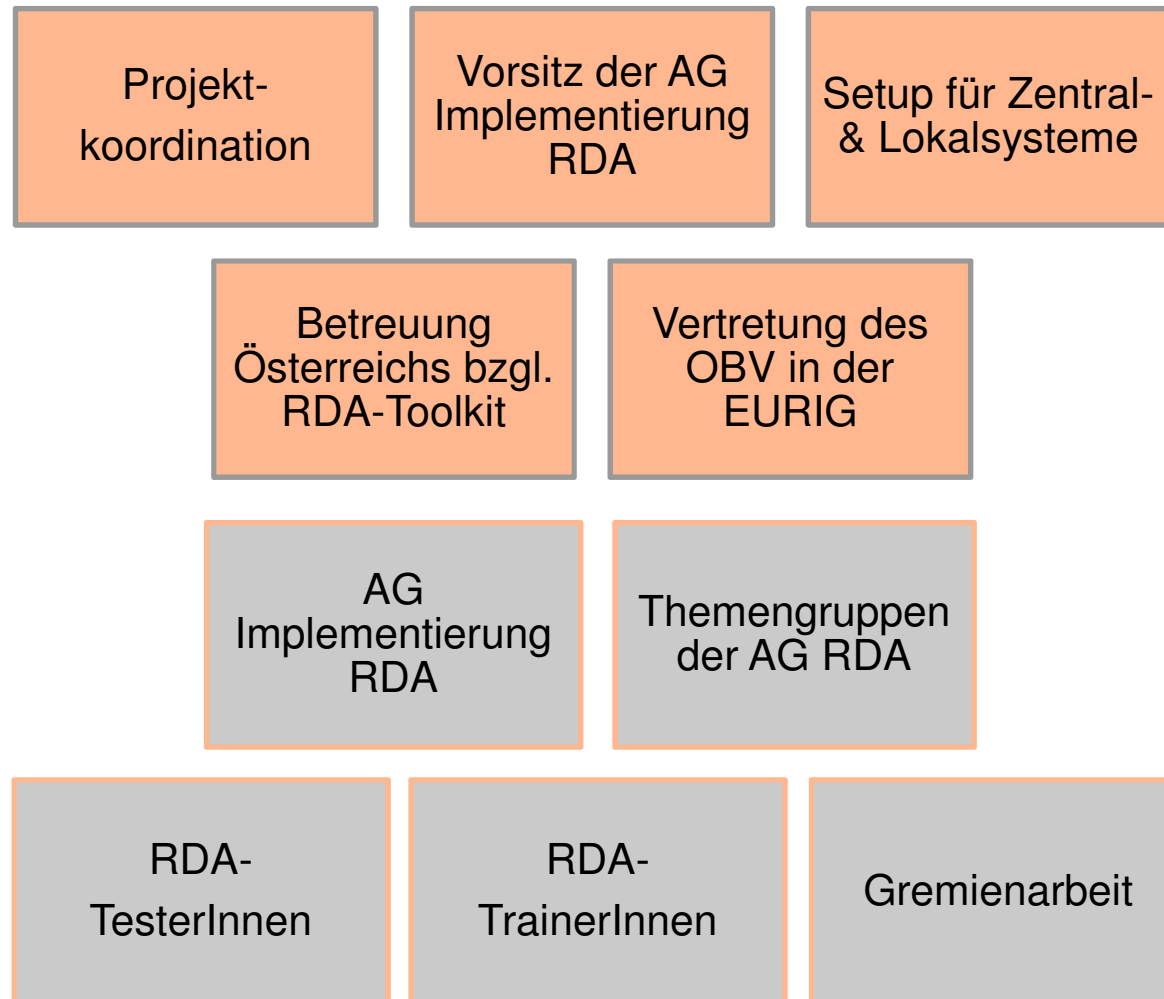 Projekt-
koordination
Vorsitz der AG
Implementierung
RDA
Setup für Zentral-
& Lokalsysteme
Betreuung
Österreichs bzgl.
RDA-Toolkit
Vertretung des
OBV in der
EURIG
AG
Implementierung
RDA
Themengruppen
der AG RDA
RDA-
TesterInnen
RDA-
TrainerInnen
Gremienarbeit